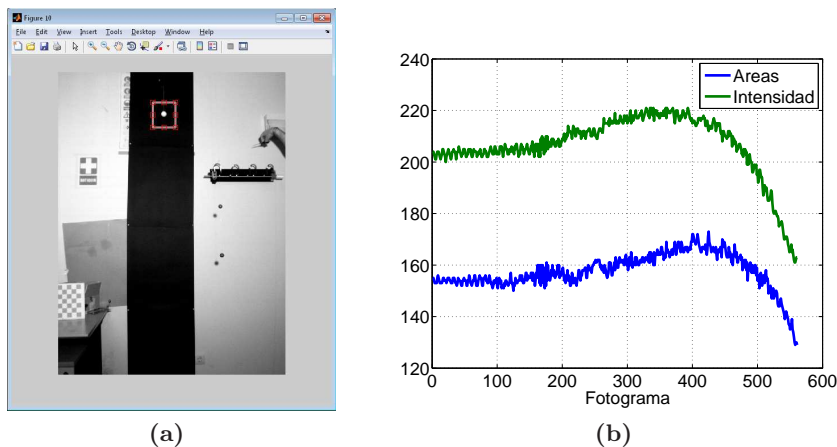 Figure 10
File Edit View Insert Tools Desktop Window Help
(a)
240
220
200
180
160
140
120
0 100 200 300 400 500 600
Fotograma
Areas
Intensidad
(b)